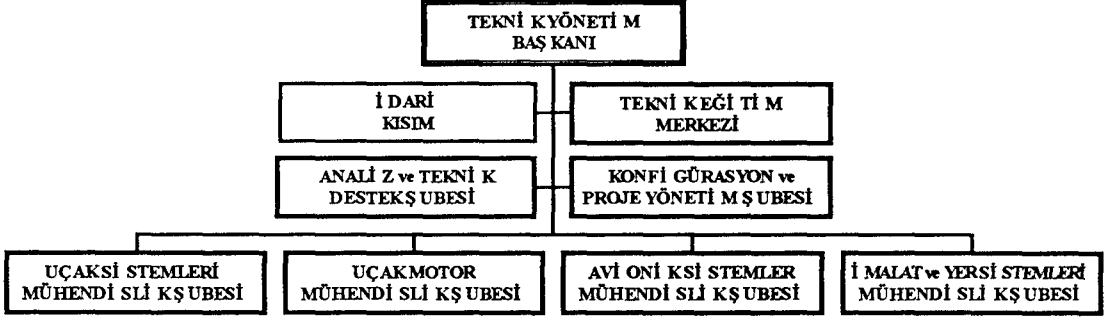 TEKNİ KYÖNETİ M
BAŞ KANI
İ DARİ
KISIM
TEKNİ KEĞİ Tİ M
MERKEZİ
ANALİ Z ve TEKNİ K
DESTEKŞ UBESİ
KONFİ GÜRASYON ve
PROJE YÖNETİ M Ş UBESİ
UÇAKSİ STEMLERİ
MÜHENDİ SLİ KŞ UBESİ
UÇAKMOTOR
MÜHENDİ SLİ KŞ UBESİ
AVİ ONİ KSİ STEMLER
MÜHENDİ SLİ KŞ UBESİ
İ MALAT ve YERSİ STEMLERİ
MÜHENDİ SLİ KŞ UBESİ